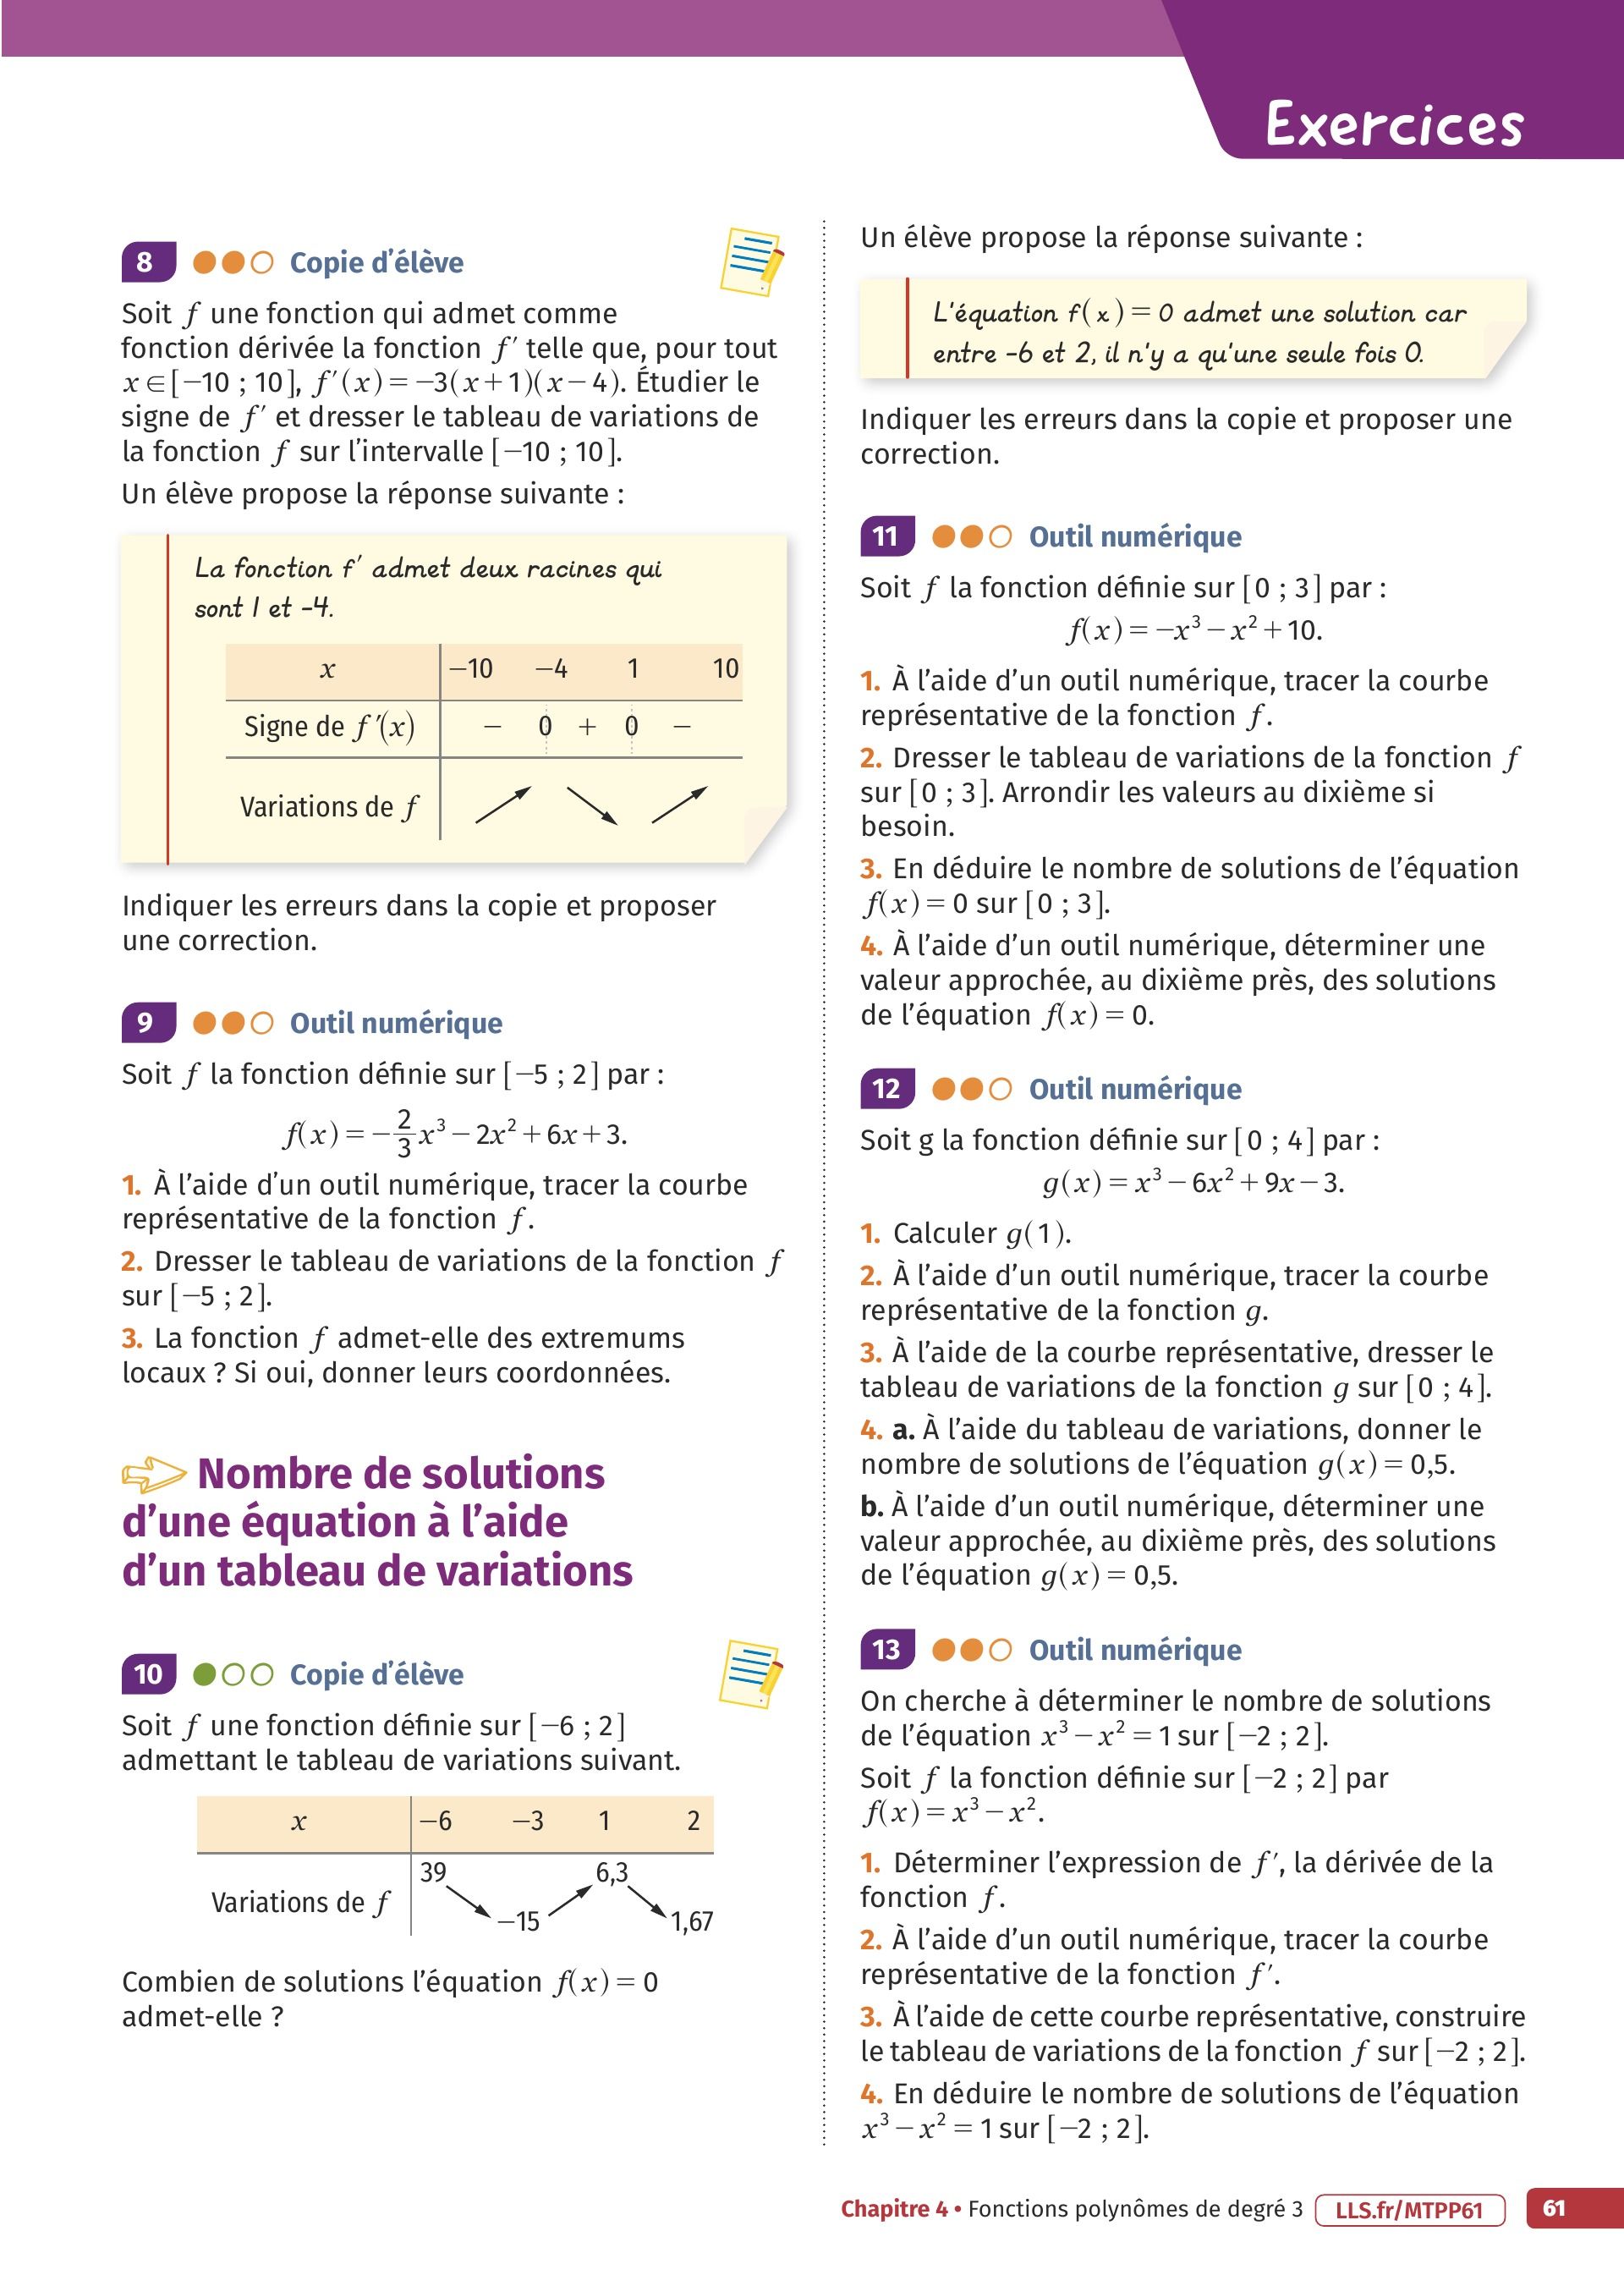 Exercices
8 Copie d'élève
Soit f une fonction qui admet comme
fonction dérivée la fonction f′ telle que, pour tout
x∈[−10 ; 10], f′(x) = −3(x+1)(x−4). Étudier le
signe de f′ et dresser le tableau de variations de
la fonction f sur l'intervalle [−10 ; 10].
Un élève propose la réponse suivante :
La fonction f′ admet deux racines qui
sont 1 et -4.
x −10 −4 1 10
Signe de f′(x) − 0 + 0 −
Variations de f
Indiquer les erreurs dans la copie et proposer
une correction.
9 Outil numérique
Soit f la fonction définie sur [−5 ; 2] par :
f(x) = −2/3x³ − 2x² + 6x + 3.
1. À l'aide d'un outil numérique, tracer la courbe
représentative de la fonction f.
2. Dresser le tableau de variations de la fonction f
sur [−5 ; 2].
3. La fonction f admet-elle des extremums
locaux ? Si oui, donner leurs coordonnées.
Nombre de solutions
d'une équation à l'aide
d'un tableau de variations
10 Copie d'élève
Soit f une fonction définie sur [−6 ; 2]
admettant le tableau de variations suivant.
x −6 −3 1 2
39 6,3
Variations de f
−15 1,67
Combien de solutions l'équation f(x) = 0
admet-elle ?
Un élève propose la réponse suivante :
L'équation f(x) = 0 admet une solution car
entre -6 et 2, il n'y a qu'une seule fois 0.
Indiquer les erreurs dans la copie et proposer une
correction.
11 Outil numérique
Soit f la fonction définie sur [0 ; 3] par :
f(x) = −x³ − x² + 10.
1. À l'aide d'un outil numérique, tracer la courbe
représentative de la fonction f.
2. Dresser le tableau de variations de la fonction f
sur [0 ; 3]. Arrondir les valeurs au dixième si
besoin.
3. En déduire le nombre de solutions de l'équation
f(x) = 0 sur [0 ; 3].
4. À l'aide d'un outil numérique, déterminer une
valeur approchée, au dixième près, des solutions
de l'équation f(x) = 0.
12 Outil numérique
Soit g la fonction définie sur [0 ; 4] par :
g(x) = x³ − 6x² + 9x − 3.
1. Calculer g(1).
2. À l'aide d'un outil numérique, tracer la courbe
représentative de la fonction g.
3. À l'aide de la courbe représentative, dresser le
tableau de variations de la fonction g sur [0 ; 4].
4. a. À l'aide du tableau de variations, donner le
nombre de solutions de l'équation g(x) = 0,5.
b. À l'aide d'un outil numérique, déterminer une
valeur approchée, au dixième près, des solutions
de l'équation g(x) = 0,5.
13 Outil numérique
On cherche à déterminer le nombre de solutions
de l'équation x³ − x² = 1 sur [−2 ; 2].
Soit f la fonction définie sur [−2 ; 2] par
f(x) = x³ − x².
1. Déterminer l'expression de f′, la dérivée de la
fonction f.
2. À l'aide d'un outil numérique, tracer la courbe
représentative de la fonction f′.
3. À l'aide de cette courbe représentative, construire
le tableau de variations de la fonction f sur [−2 ; 2].
4. En déduire le nombre de solutions de l'équation
x³ − x² = 1 sur [−2 ; 2].
Chapitre 4 • Fonctions polynômes de degré 3 LLS.fr/MTPP61 61